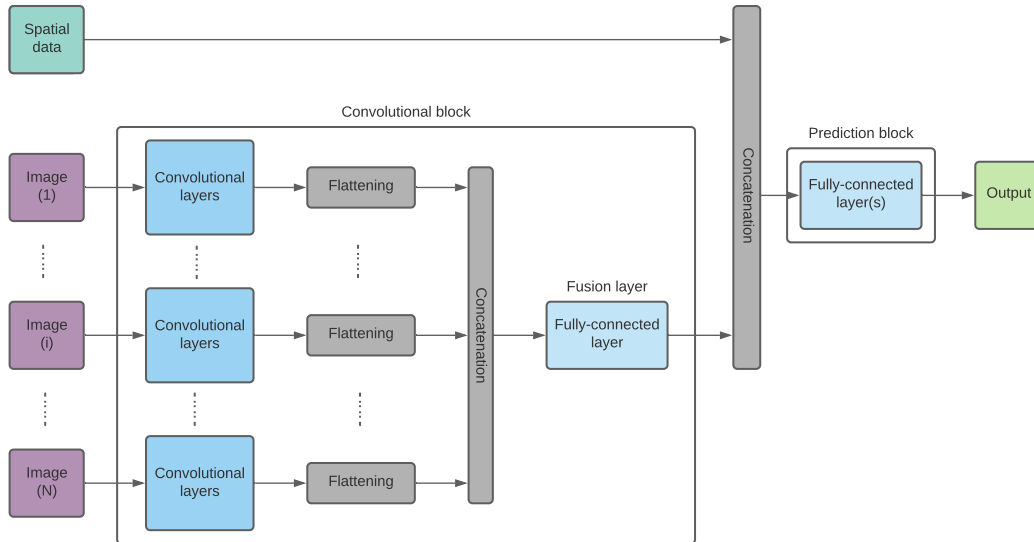 Spatial
data
Convolutional block
Prediction block
Image
(1)
Convolutional
layers
Flattening
Concatenation
Fully-connected
layer(s)
Output
Image
(i)
Convolutional
layers
Flattening
Concatenation
Fusion layer
Fully-connected
layer
Image
(N)
Convolutional
layers
Flattening